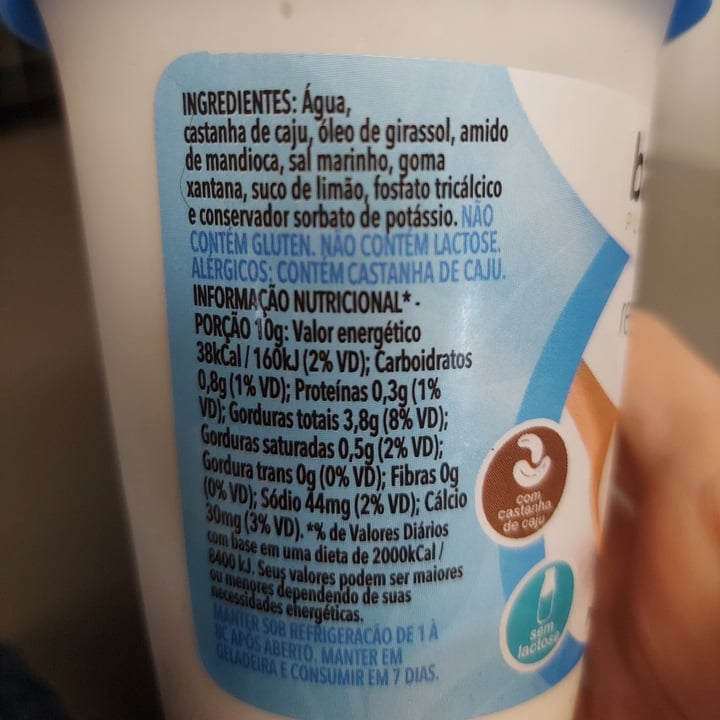 INGREDIENTES: Água,
castanha de caju, óleo de girassol, amido
de mandioca, sal marinho, goma
xantana, suco de limão, fosfato tricálcico
e conservador sorbato de potássio. NÃO
CONTÉM GLUTEN. NÃO CONTÉM LACTOSE.
ALÉRGICOS: CONTÉM CASTANHA DE CAJU.
INFORMAÇÃO NUTRICIONAL* -
PORÇÃO 10g: Valor energético
38kCal / 160kJ (2% VD); Carboidratos
0,8g (1% VD); Proteínas 0,3g (1%
VD); Gorduras totais 3,8g (8% VD);
Gorduras saturadas 0,5g (2% VD);
Gordura trans 0g (0% VD); Fibras 0g
(0% VD); Sódio 44mg (2% VD); Cálcio
30mg (3% VD). *% de Valores Diários
com base em uma dieta de 2000kCal /
8400 kJ. Seus valores podem ser maiores
ou menores dependendo de suas
necessidades energéticas.
MANTER SOB REFRIGERACÃO DE 1 À
8C APÓS ABERTO. MANTER EM
GELADEIRA E CONSUMIR EM 7 DIAS.
com
castanha
de caju
sem
lactose